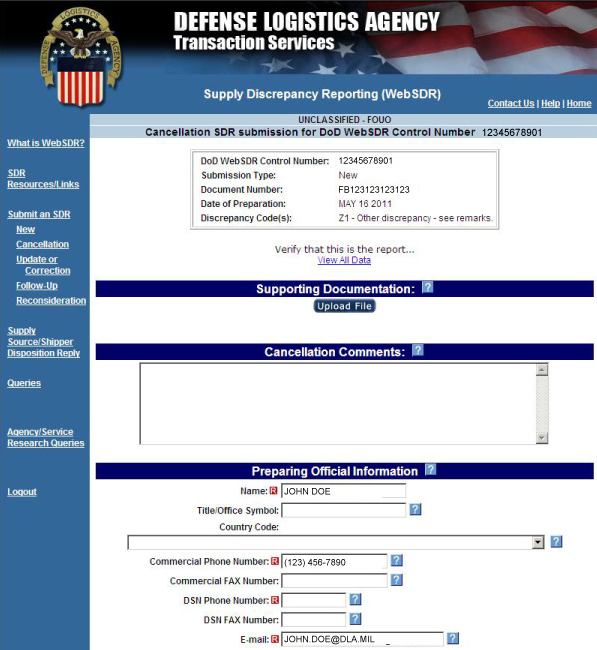 DEFENSE LOGISTICS AGENCY
Transaction Services
DEFENSE LOGISTICS AGENCY
Supply Discrepancy Reporting (WebSDR)
Contact Us | Help | Home
UNCLASSIFIED - FOUO
Cancellation SDR submission for DoD WebSDR Control Number 12345678901
What is WebSDR?
SDR
Resources/Links
Submit an SDR
New
Cancellation
Update or
Correction
Follow-Up
Reconsideration
Supply
Source/Shipper
Disposition Reply
Queries
Agency/Service
Research Queries
Logout
DoD WebSDR Control Number: 12345678901
Submission Type: New
Document Number: FB123123123123
Date of Preparation: MAY 16 2011
Discrepancy Code(s): Z1 - Other discrepancy - see remarks.
Verify that this is the report...
View All Data
Supporting Documentation: ?
Upload File
Cancellation Comments: ?
Preparing Official Information ?
Name: R JOHN DOE
Title/Office Symbol: ?
Country Code:
?
Commercial Phone Number: R (123) 456-7890 ?
Commercial FAX Number: ?
DSN Phone Number: R ?
DSN FAX Number: ?
E-mail: R JOHN.DOE@DLA.MIL ?